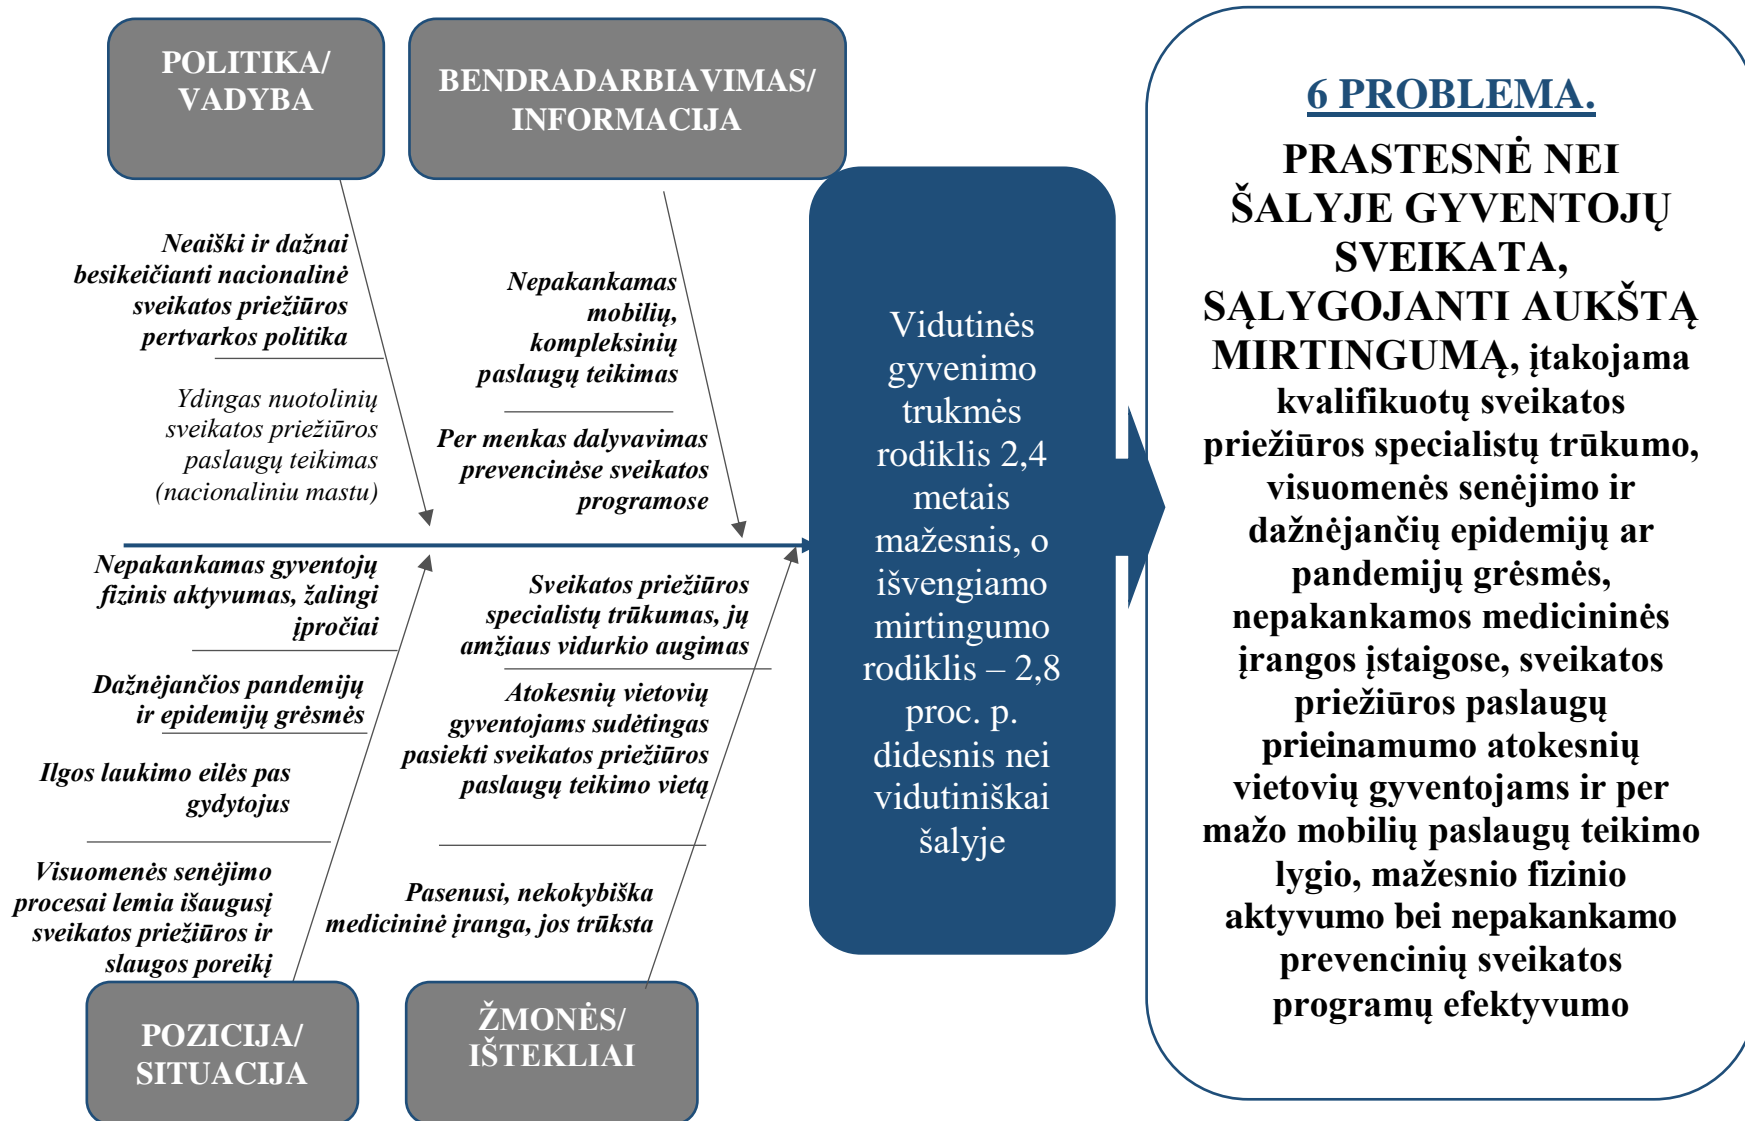 POLITIKA/
VADYBA
BENDRADARBIAVIMAS/
INFORMACIJA
Neaiški ir dažnai
besikeičianti nacionalinė
sveikatos priežiūros
pertvarkos politika
Ydingas nuotolinių
sveikatos priežiūros
paslaugų teikimas
(nacionaliniu mastu)
Nepakankamas
mobilių,
kompleksinių
paslaugų teikimas
Per menkas dalyvavimas
prevencinėse sveikatos
programose
Nepakankamas gyventojų
fizinis aktyvumas, žalingi
įpročiai
Dažnėjančios pandemijų
ir epidemijų grėsmės
Ilgos laukimo eilės pas
gydytojus
Visuomenės senėjimo
procesai lemia išaugusį
sveikatos priežiūros ir
slaugos poreikį
Sveikatos priežiūros
specialistų trūkumas, jų
amžiaus vidurkio augimas
Atokesnių vietovių
gyventojams sudėtingas
pasiekti sveikatos priežiūros
paslaugų teikimo vietą
Pasenusi, nekokybiška
medicininė įranga, jos trūksta
POZICIJA/
SITUACIJA
ŽMONĖS/
IŠTEKLIAI
Vidutinės
gyvenimo
trukmės
rodiklis 2,4
metais
mažesnis, o
išvengiamo
mirtingumo
rodiklis – 2,8
proc. p.
didesnis nei
vidutiniškai
šalyje
6 PROBLEMA.
PRASTESNĖ NEI
ŠALYJE GYVENTOJŲ
SVEIKATA,
SĄLYGOJANTI AUKŠTĄ
MIRTINGUMĄ, įtakojama
kvalifikuotų sveikatos
priežiūros specialistų trūkumo,
visuomenės senėjimo ir
dažnėjančių epidemijų ar
pandemijų grėsmės,
nepakankamos medicininės
įrangos įstaigose, sveikatos
priežiūros paslaugų
prieinamumo atokesnių
vietovių gyventojams ir per
mažo mobilių paslaugų teikimo
lygio, mažesnio fizinio
aktyvumo bei nepakankamo
prevencinių sveikatos
programų efektyvumo